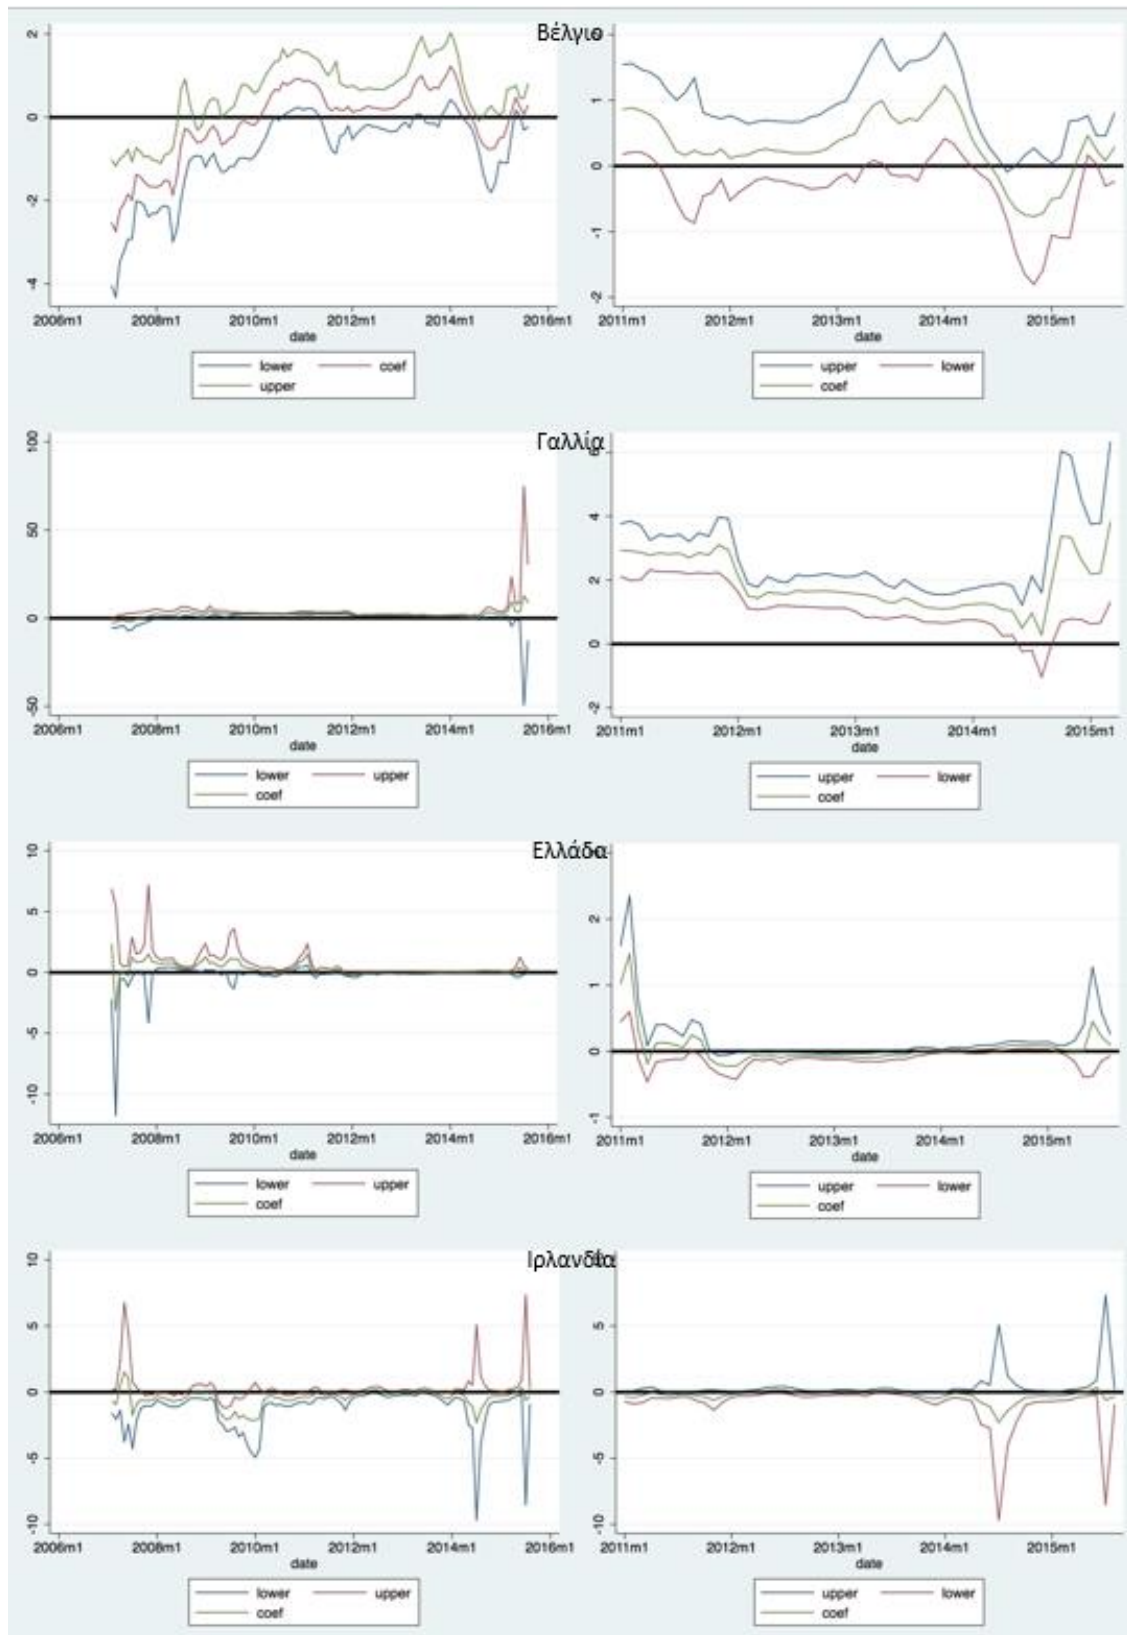 Βέλγιο
2
0
-2
-4
2006m1 2008m1 2010m1 2012m1 2014m1 2016m1
date
lower coef
upper
1
0
-1
-2
2011m1 2012m1 2013m1 2014m1 2015m1
date
upper lower
coef
Γαλλία
100
50
0
-50
2006m1 2008m1 2010m1 2012m1 2014m1 2016m1
date
lower upper
coef
6
4
2
0
-2
2011m1 2012m1 2013m1 2014m1 2015m1
date
upper lower
coef
Ελλάδα
10
5
0
-5
-10
2006m1 2008m1 2010m1 2012m1 2014m1 2016m1
date
lower upper
coef
2
1
0
-1
2011m1 2012m1 2013m1 2014m1 2015m1
date
upper lower
coef
Ιρλανδία
10
5
0
-5
-10
2006m1 2008m1 2010m1 2012m1 2014m1 2016m1
date
lower upper
coef
5
0
-5
-10
2011m1 2012m1 2013m1 2014m1 2015m1
date
upper lower
coef